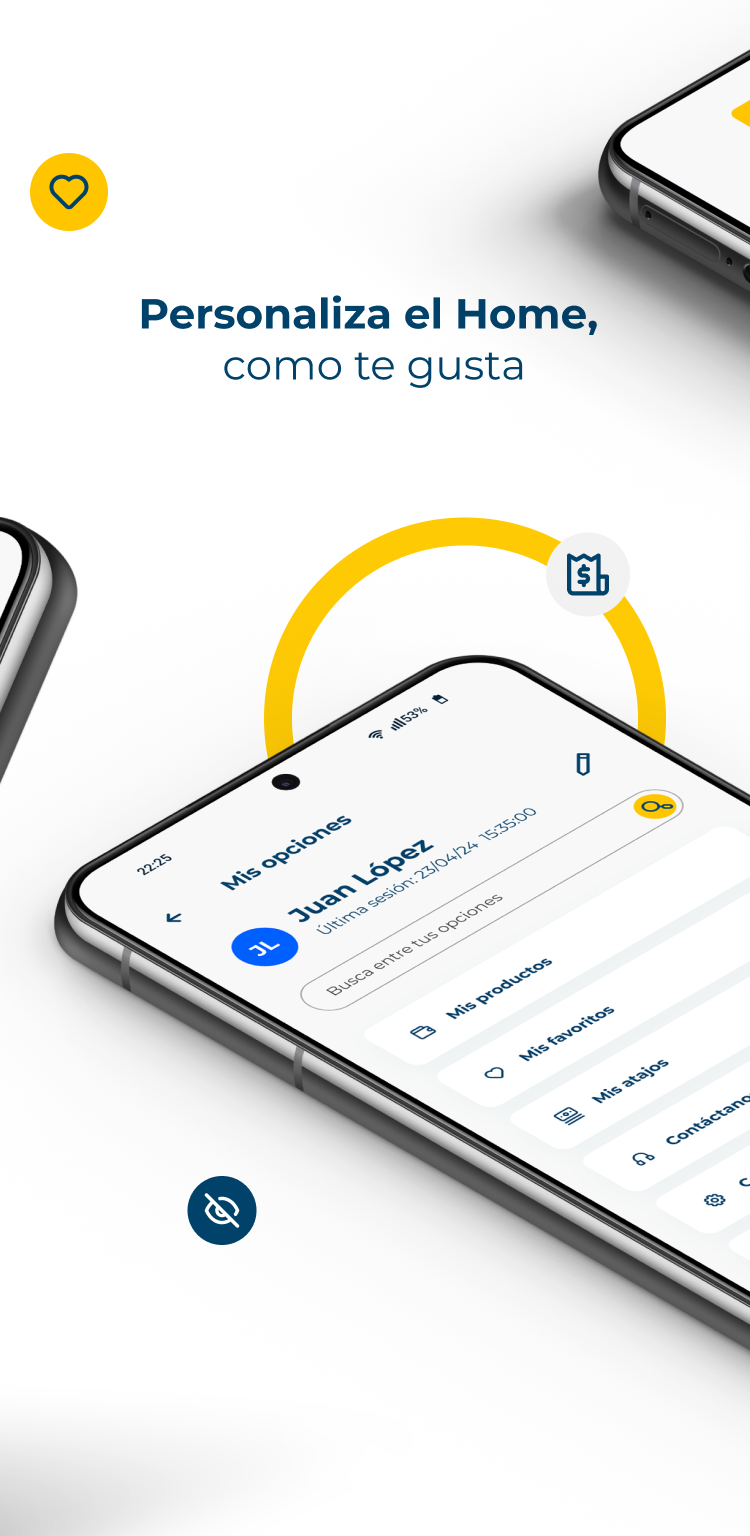 Personaliza el Home,
como te gusta
22:25
53%
Mis opciones
JL
Juan López
Última sesión: 23/04/24 15:35:00
Busca entre tus opciones
Mis productos
Mis favoritos
Mis atajos